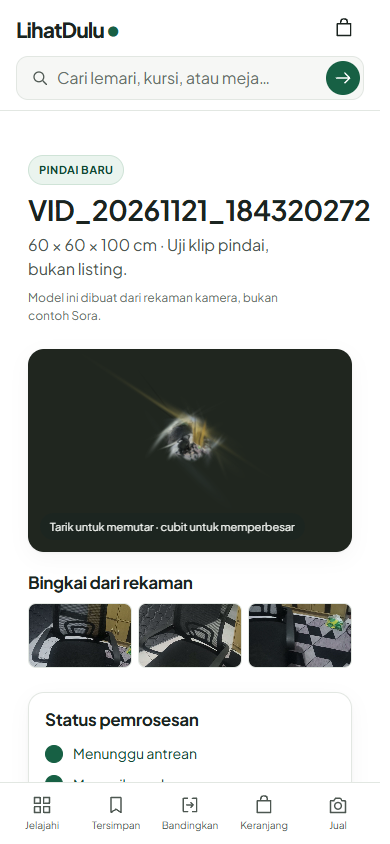 LihatDulu
Cari lemari, kursi, atau meja...
PINDAI BARU
VID_20261121_184320272
60 × 60 × 100 cm · Uji klip pindai,
bukan listing.
Model ini dibuat dari rekaman kamera, bukan
contoh Sora.
Tarik untuk memutar · cubit untuk memperbesar
Bingkai dari rekaman
Status pemrosesan
Menunggu antrean
Jelajahi
Tersimpan
Bandingkan
Keranjang
Jual